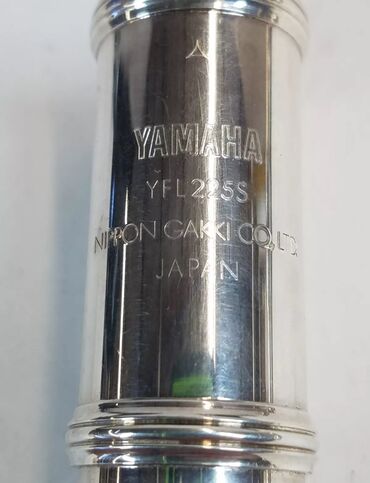 YAMAHA
YFL225S
NIPPON GAKKI CO., LTD.
JAPAN